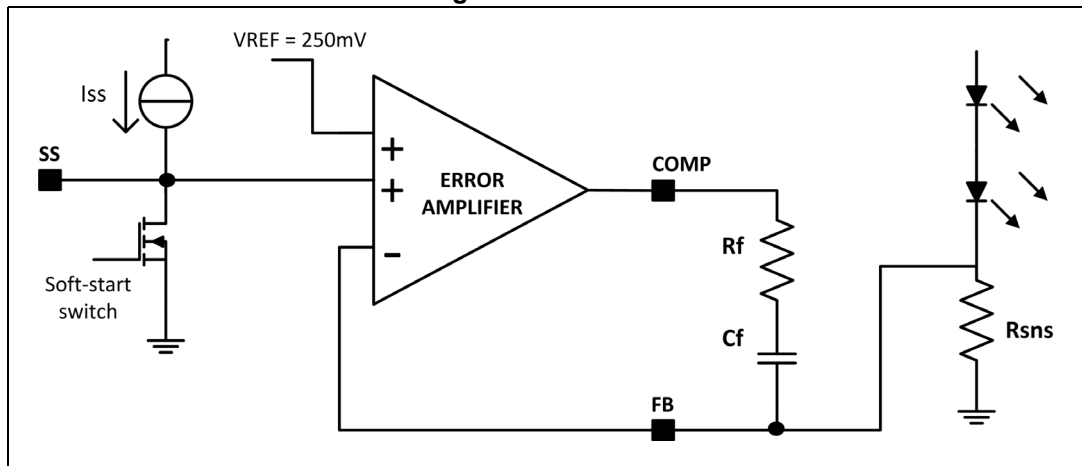 VREF = 250mV
Iss
SS
+
+
-
ERROR
AMPLIFIER
COMP
Rf
Cf
FB
Rsns
Soft-start
switch